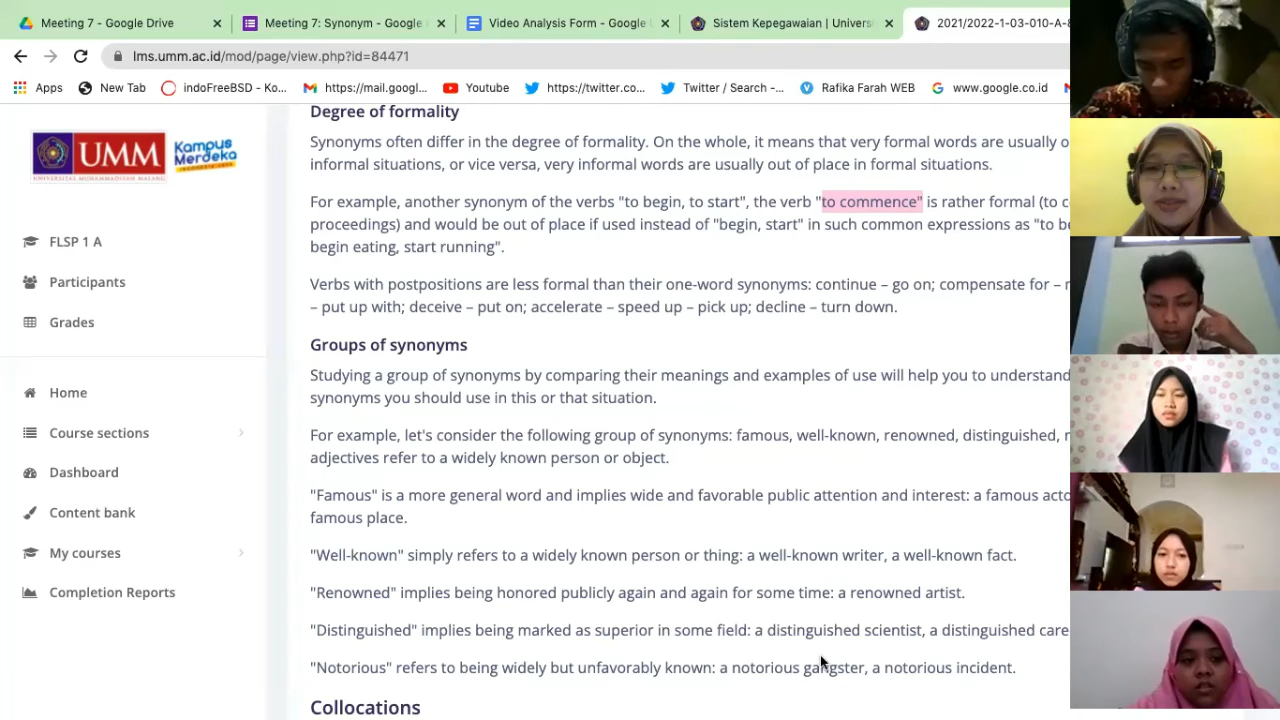 Meeting 7 - Google Drive
Meeting 7: Synonym - Google
Video Analysis Form - Google
Sistem Kepegawaian | Univers
2021/2022-1-03-010-A-
lms.umm.ac.id/mod/page/view.php?id=84471
Apps
New Tab
indoFreeBSD - Ko...
https://mail.googl...
Youtube
https://twitter.co...
Twitter / Search -...
Rafika Farah WEB
www.google.co.id
UMM
UNIVERSITAS MUHAMMADIYAH MALANG
Kampus
Merdeka
FLSP 1 A
Participants
Grades
Home
Course sections
Dashboard
Content bank
My courses
Completion Reports
Degree of formality
Synonyms often differ in the degree of formality. On the whole, it means that very formal words are usually o
informal situations, or vice versa, very informal words are usually out of place in formal situations.
For example, another synonym of the verbs "to begin, to start", the verb "to commence" is rather formal (to c
proceedings) and would be out of place if used instead of "begin, start" in such common expressions as "to be
begin eating, start running".
Verbs with postpositions are less formal than their one-word synonyms: continue – go on; compensate for –
– put up with; deceive – put on; accelerate – speed up – pick up; decline – turn down.
Groups of synonyms
Studying a group of synonyms by comparing their meanings and examples of use will help you to understand
synonyms you should use in this or that situation.
For example, let's consider the following group of synonyms: famous, well-known, renowned, distinguished,
adjectives refer to a widely known person or object.
"Famous" is a more general word and implies wide and favorable public attention and interest: a famous acto
famous place.
"Well-known" simply refers to a widely known person or thing: a well-known writer, a well-known fact.
"Renowned" implies being honored publicly again and again for some time: a renowned artist.
"Distinguished" implies being marked as superior in some field: a distinguished scientist, a distinguished care
"Notorious" refers to being widely but unfavorably known: a notorious gangster, a notorious incident.
Collocations